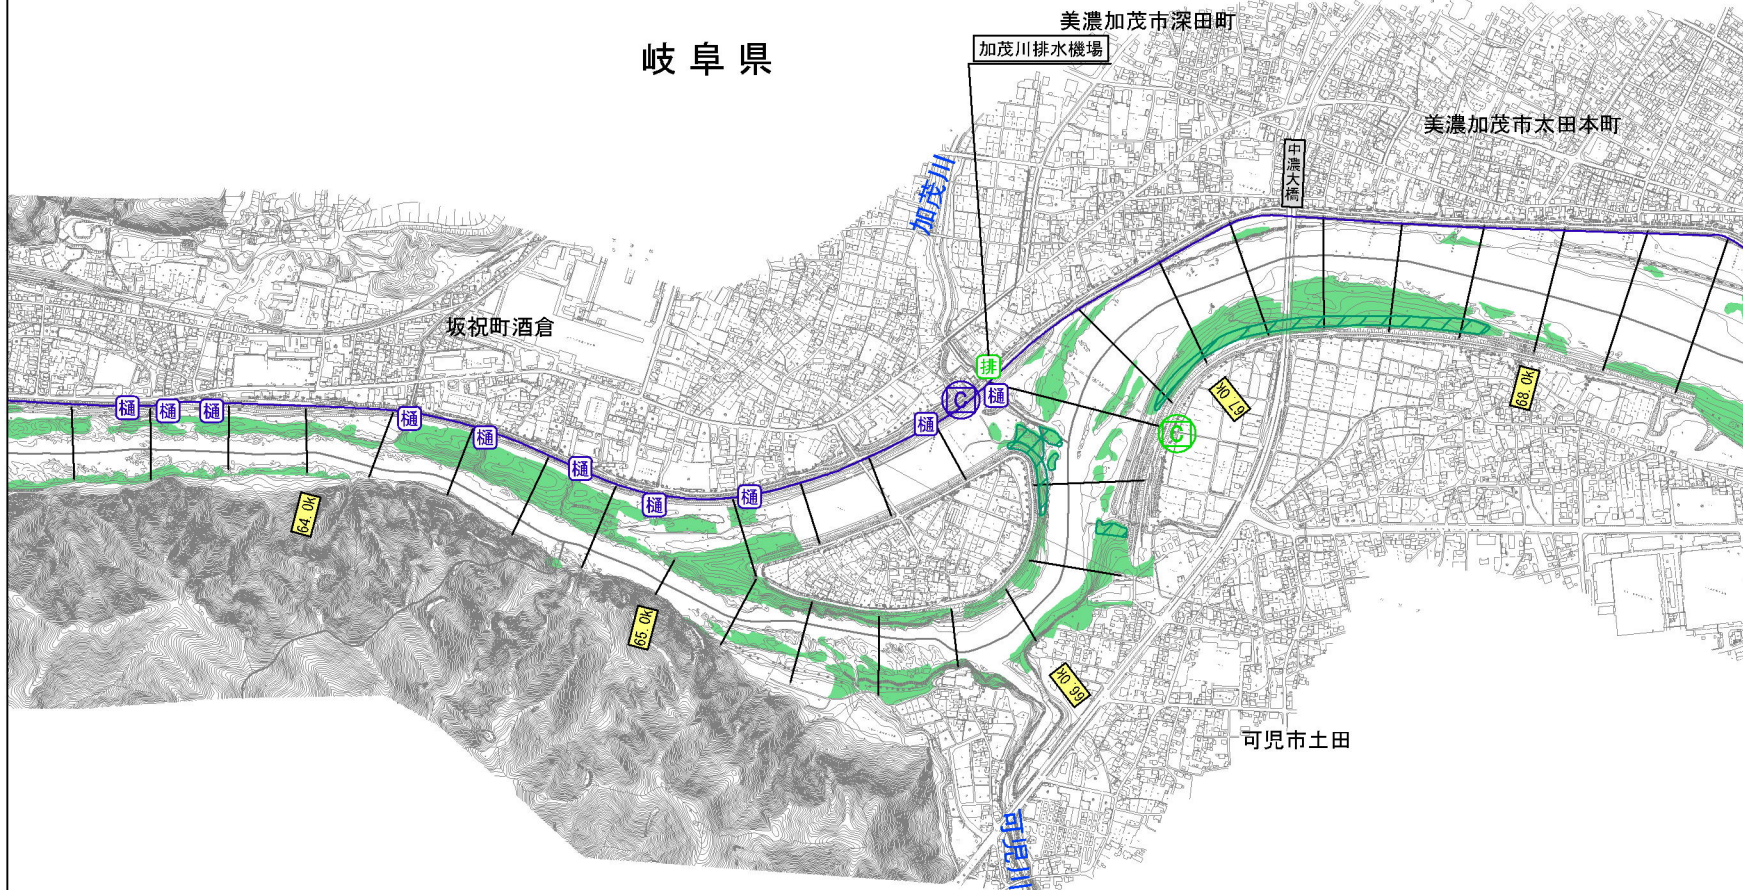 美濃加茂市深田町
岐阜県
加茂川排水機場
美濃加茂市太田本町
中濃大橋
加茂川
坂祝町酒倉
排
樋
樋
樋
樋
樋
樋
樋
樋
樋
樋
C
C
67.0k
68.0k
64.0k
65.0k
66.0k
可児市土田
可児川